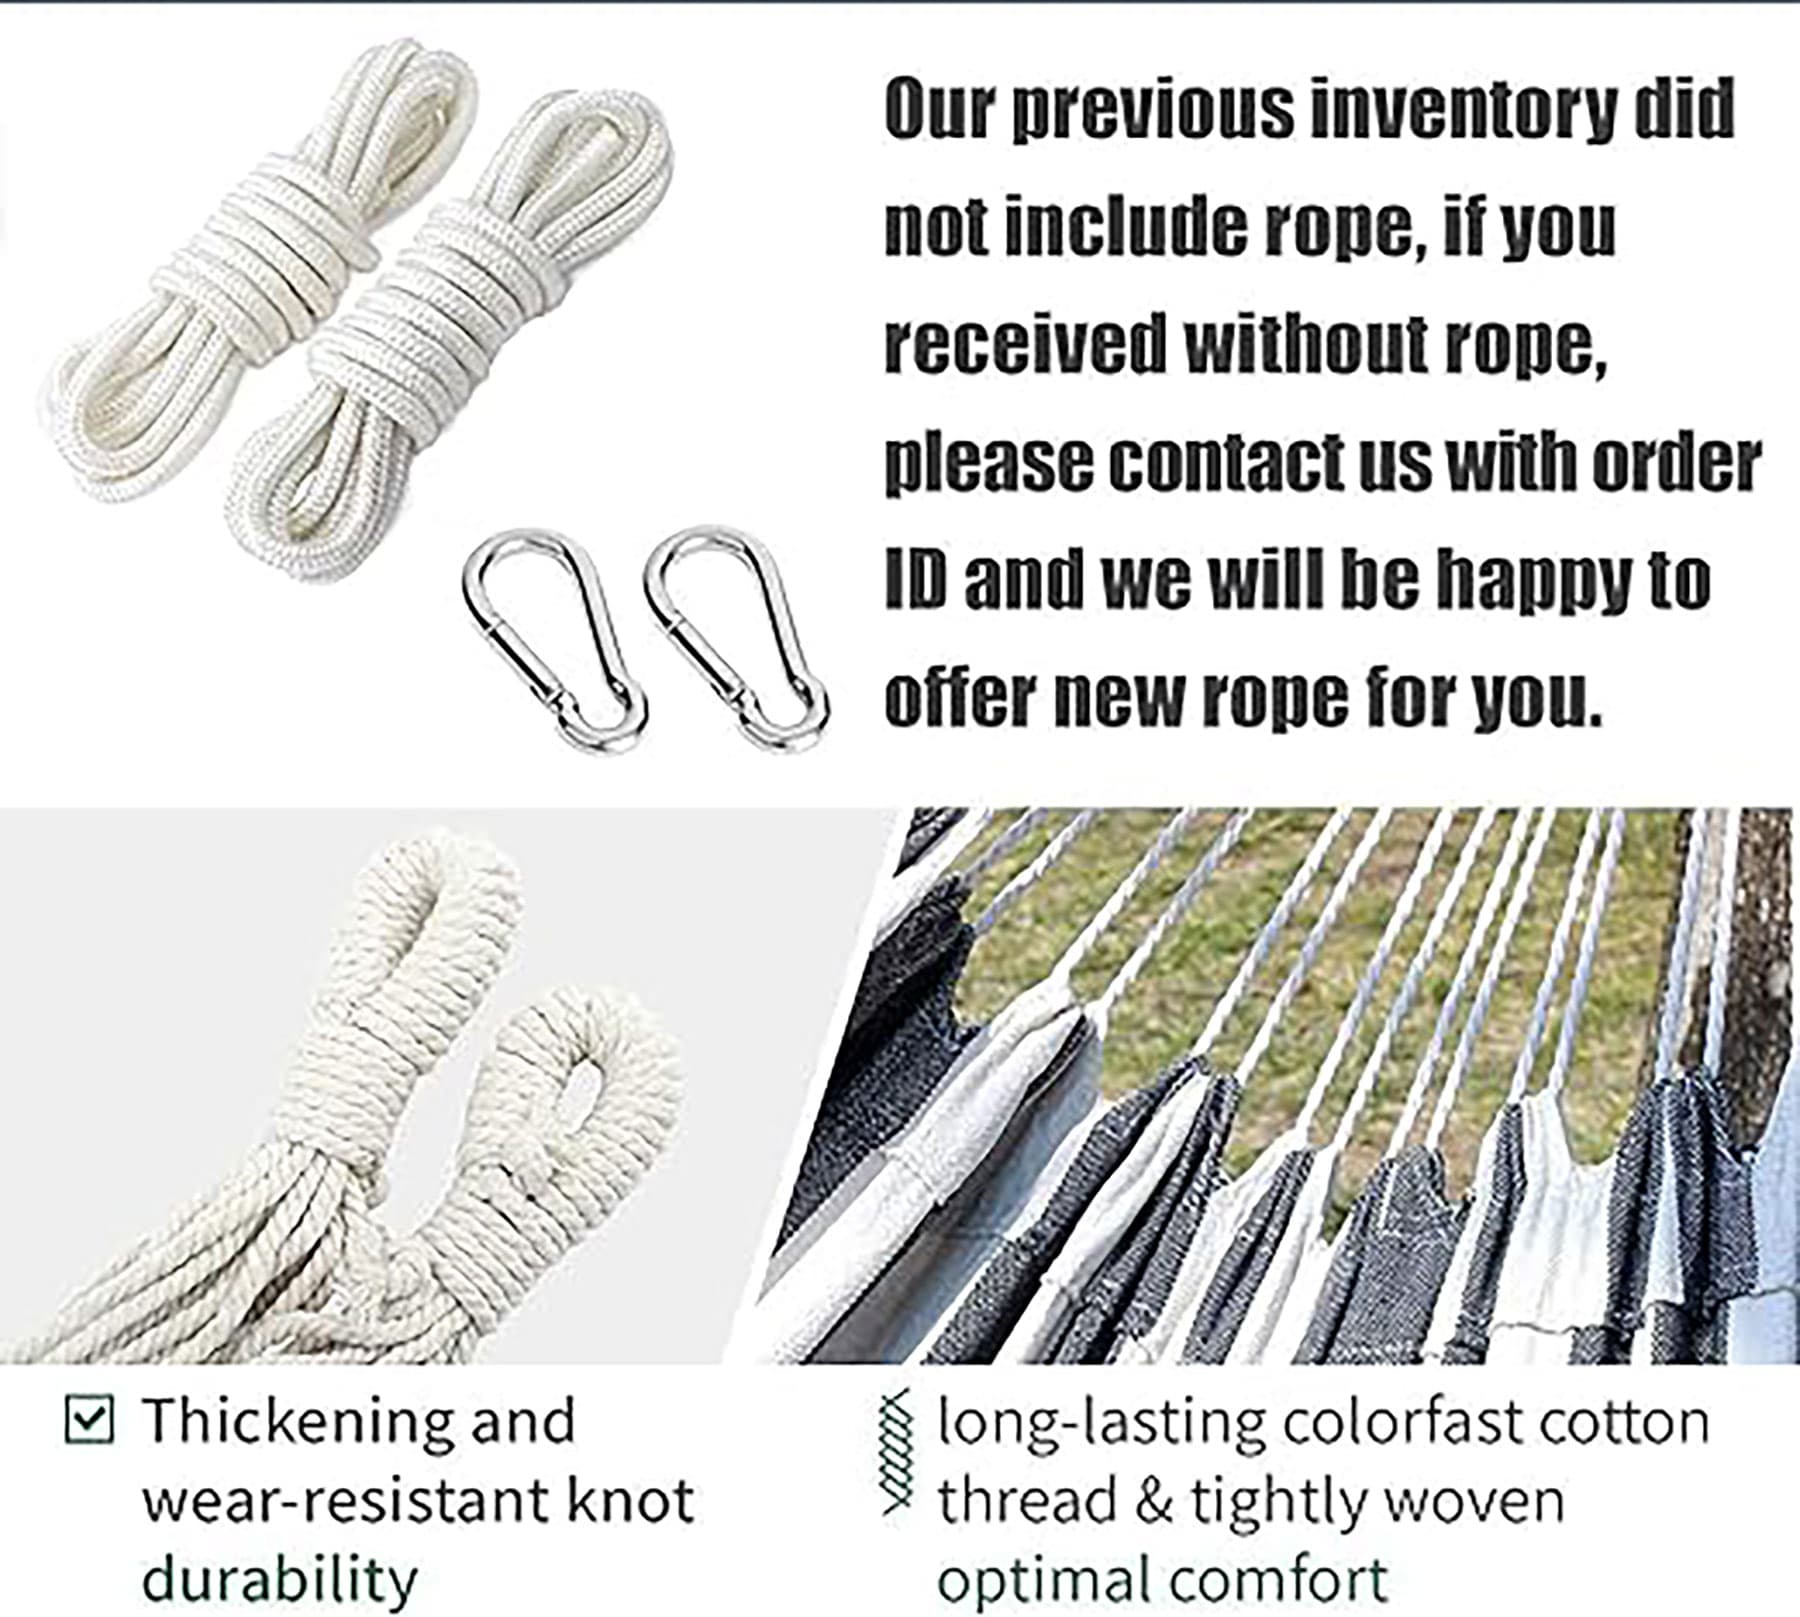 Our previous inventory did
not include rope, if you
received without rope,
please contact us with order
ID and we will be happy to
offer new rope for you.
Thickening and
wear-resistant knot
durability
long-lasting colorfast cotton
thread & tightly woven
optimal comfort